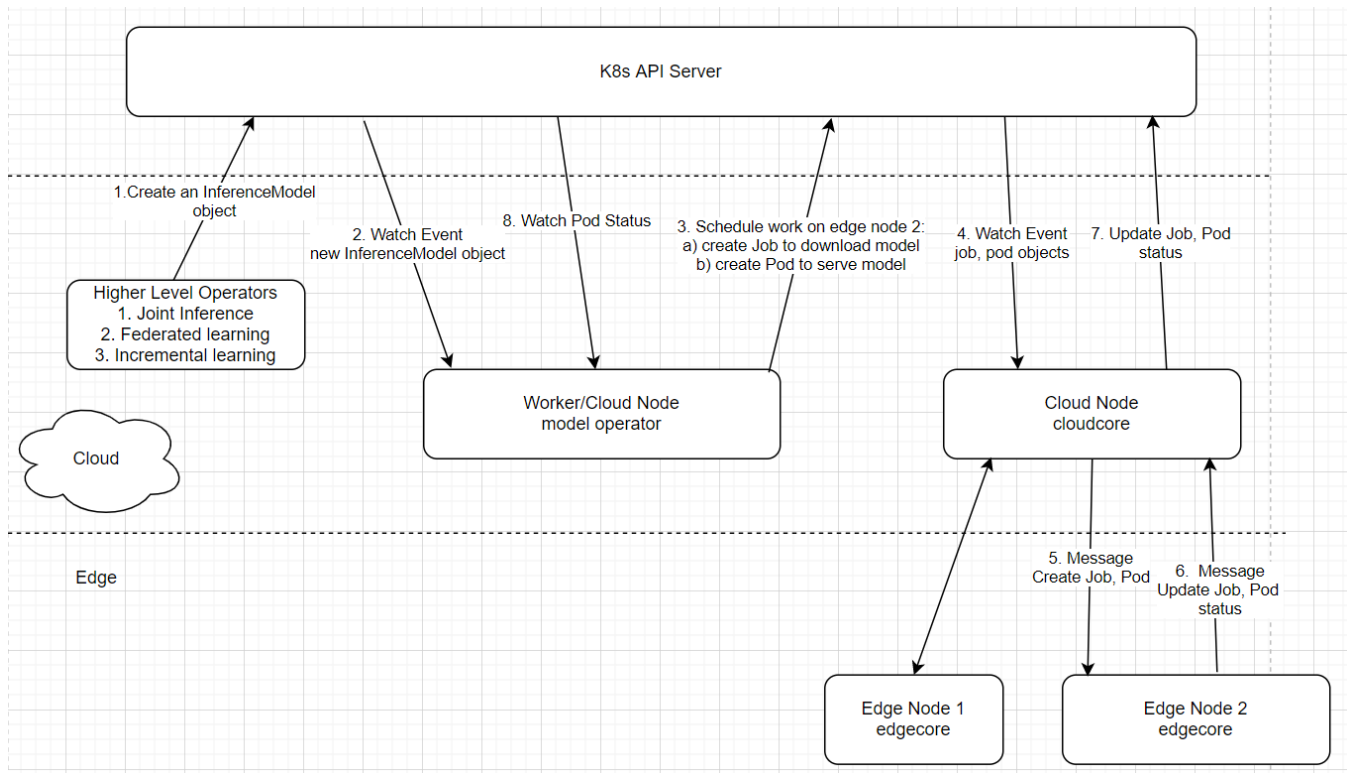 K8s API Server
1.Create an InferenceModel
object
2. Watch Event
new InferenceModel object
8. Watch Pod Status
3. Schedule work on edge node 2:
a) create Job to download model
b) create Pod to serve model
4. Watch Event
job, pod objects
7. Update Job, Pod
status
Higher Level Operators
1. Joint Inference
2. Federated learning
3. Incremental learning
Worker/Cloud Node
model operator
Cloud Node
cloudcore
Cloud
Edge
5. Message
Create Job, Pod
6. Message
Update Job, Pod
status
Edge Node 1
edgecore
Edge Node 2
edgecore